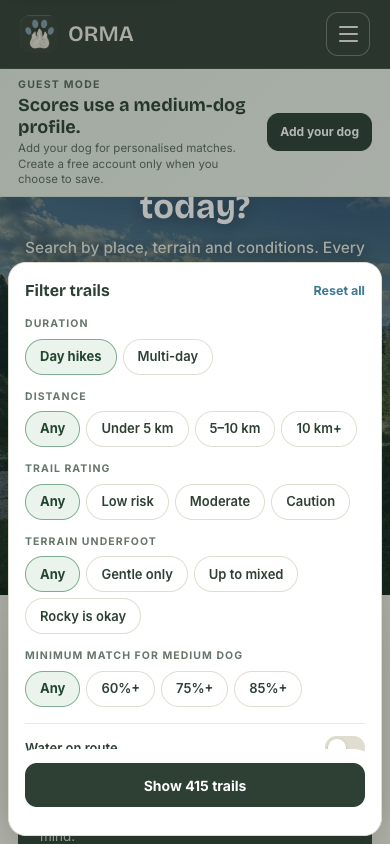 ORMA
GUEST MODE
Scores use a medium-dog
profile.
Add your dog for personalised matches.
Create a free account only when you
choose to save.
Add your dog
today?
Search by place, terrain and conditions. Every
Filter trails
Reset all
DURATION
Day hikes
Multi-day
DISTANCE
Any
Under 5 km
5–10 km
10 km+
TRAIL RATING
Any
Low risk
Moderate
Caution
TERRAIN UNDERFOOT
Any
Gentle only
Up to mixed
Rocky is okay
MINIMUM MATCH FOR MEDIUM DOG
Any
60%+
75%+
85%+
Water on route
Show 415 trails
mind.